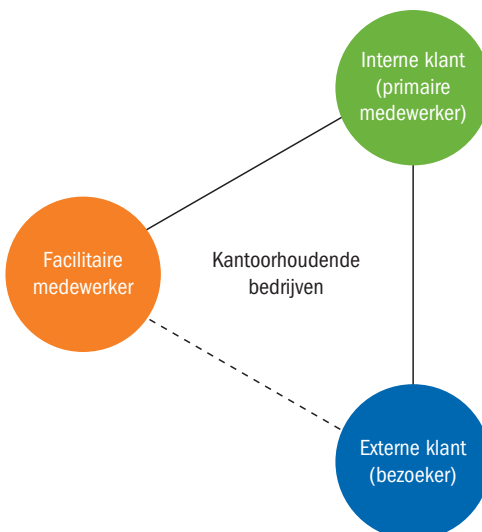 Interne klant
(primaire
medewerker)
Facilitaire
medewerker
Kantoorhoudende
bedrijven
Externe klant
(bezoeker)